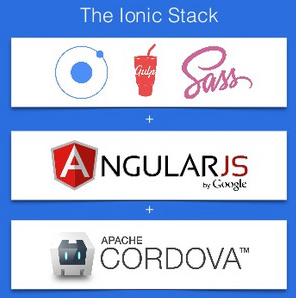 The Ionic Stack
Gulp Sass
+
ANGULARJS
by Google
+
APACHE
CORDOVA™